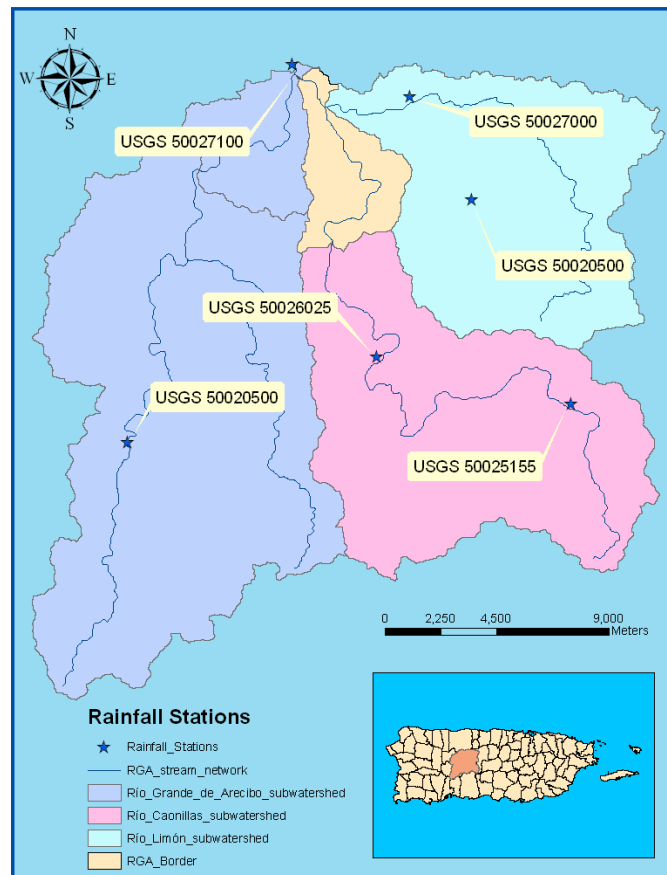 N
W E
S
USGS 50027100
USGS 50027000
USGS 50020500
USGS 50026025
USGS 50020500
USGS 50025155
0 2,250 4,500 9,000
Meters
Rainfall Stations
Rainfall_Stations
RGA_stream_network
Río_Grande_de_Arecibo_subwatershed
Río_Caonillas_subwatershed
Río_Limón_subwatershed
RGA_Border